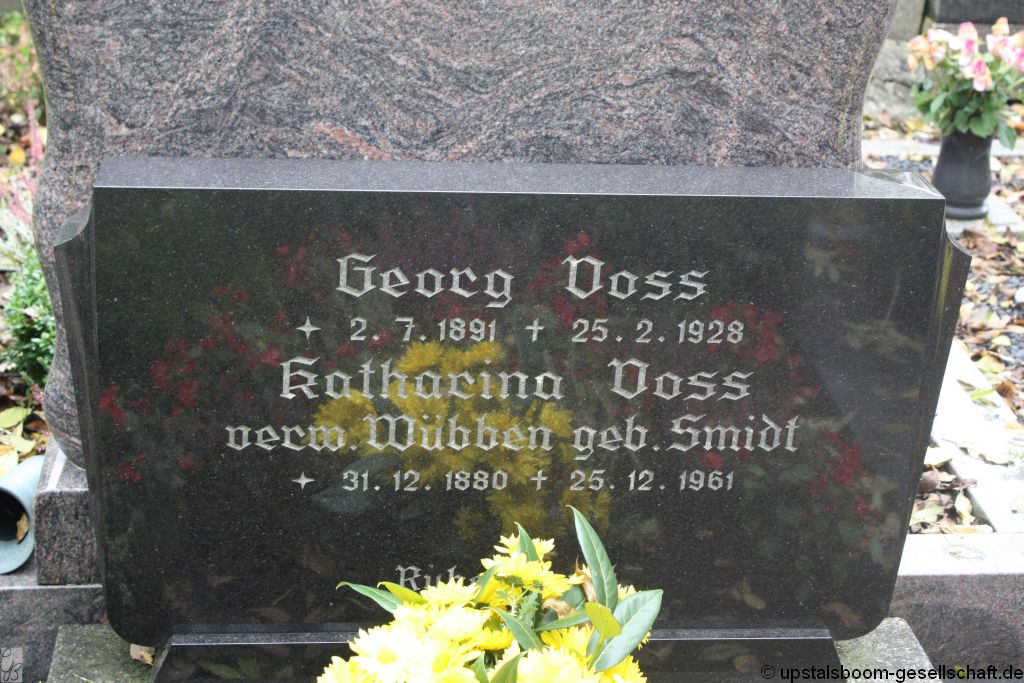 Georg Voss
✦ 2. 7. 1891 ✝ 25. 2. 1928
Katharina Voss
verw. Wübben geb. Smidt
✦ 31. 12. 1880 ✝ 25. 12. 1961
© upstalsboom-gesellschaft.de